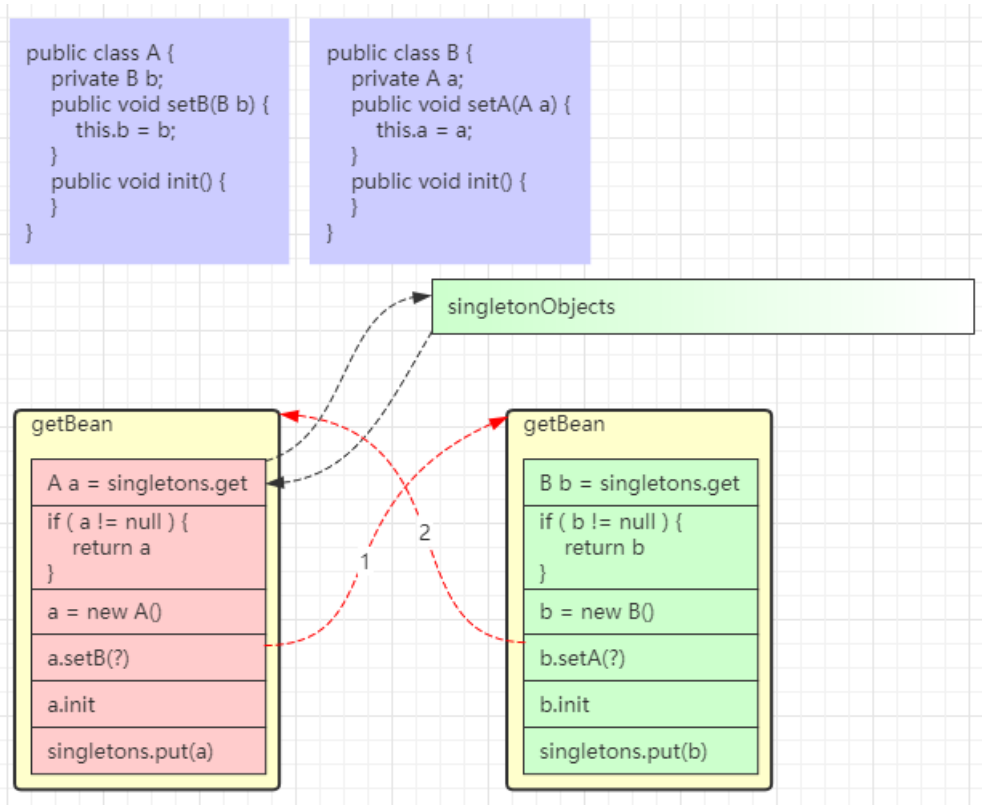 public class A {
private B b;
public void setB(B b) {
this.b = b;
}
public void init() {
}
}
public class B {
private A a;
public void setA(A a) {
this.a = a;
}
public void init() {
}
}
singletonObjects
getBean
A a = singletons.get
if ( a != null ) {
return a
}
a = new A()
a.setB(?)
a.init
singletons.put(a)
1
2
getBean
B b = singletons.get
if ( b != null ) {
return b
}
b = new B()
b.setA(?)
b.init
singletons.put(b)